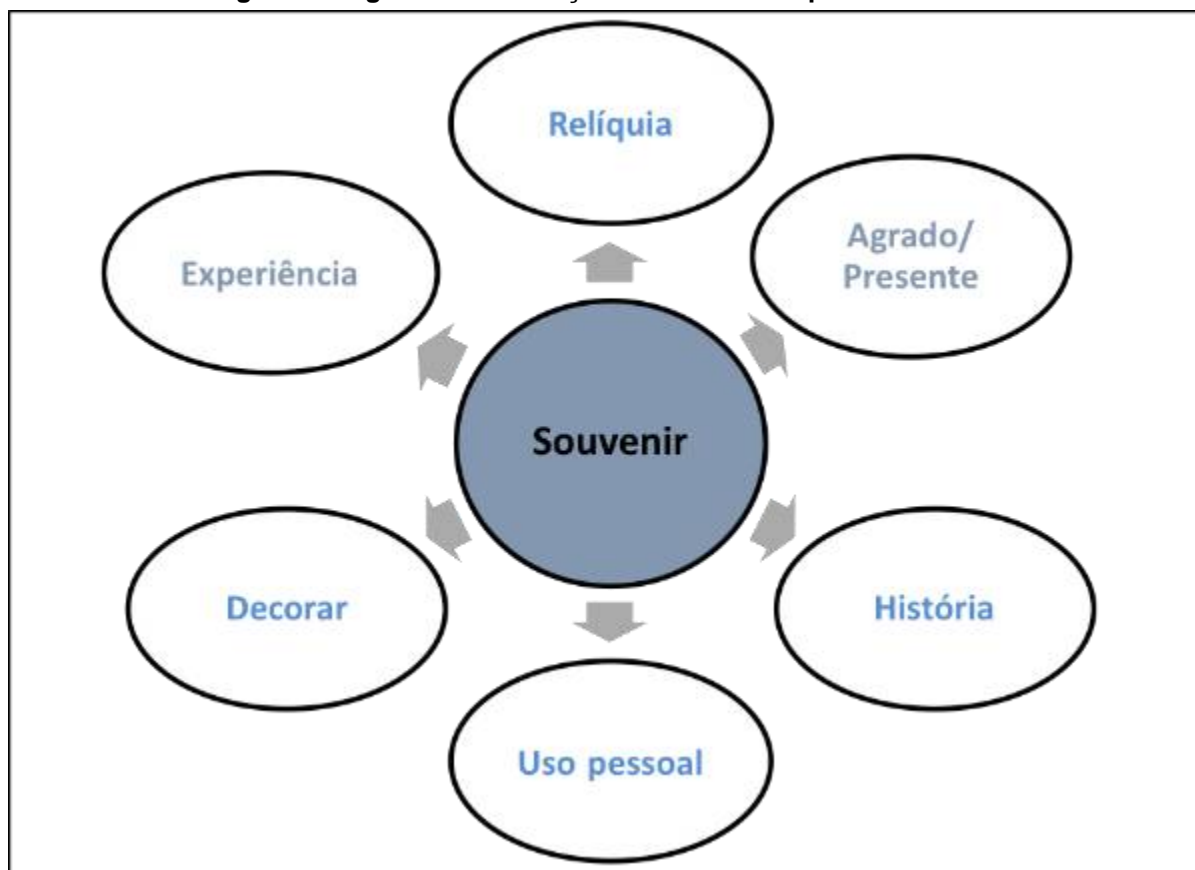 Relíquia
Agrado/
Presente
Experiência
Souvenir
Decorar
História
Uso pessoal